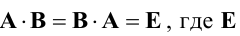 A · B = B · A = E , где E